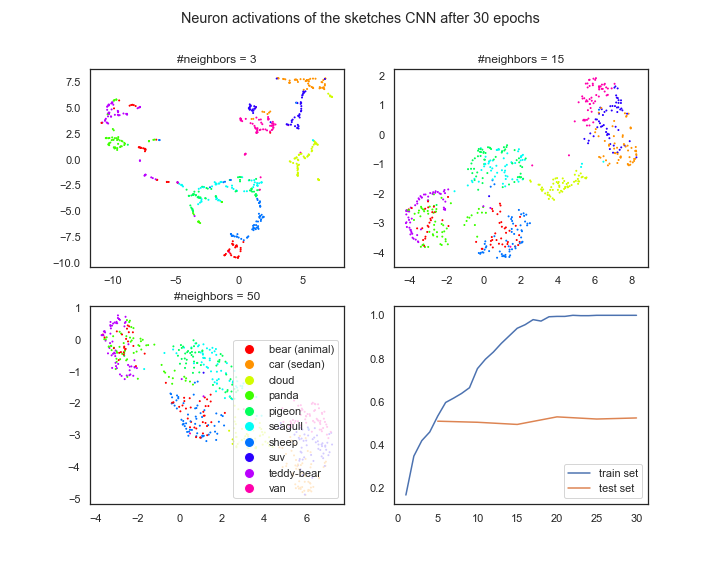 Neuron activations of the sketches CNN after 30 epochs
#neighbors = 3
7.5
5.0
2.5
0.0
−2.5
−5.0
−7.5
−10.0
−10 −5 0 5
#neighbors = 15
2
1
0
−1
−2
−3
−4
−4 −2 0 2 4 6 8
#neighbors = 50
1
0
−1
−2
−3
−4
−5
−4 −2 0 2 4 6
bear (animal)
car (sedan)
cloud
panda
pigeon
seagull
sheep
suv
teddy-bear
van
1.0
0.8
0.6
0.4
0.2
0 5 10 15 20 25 30
train set
test set